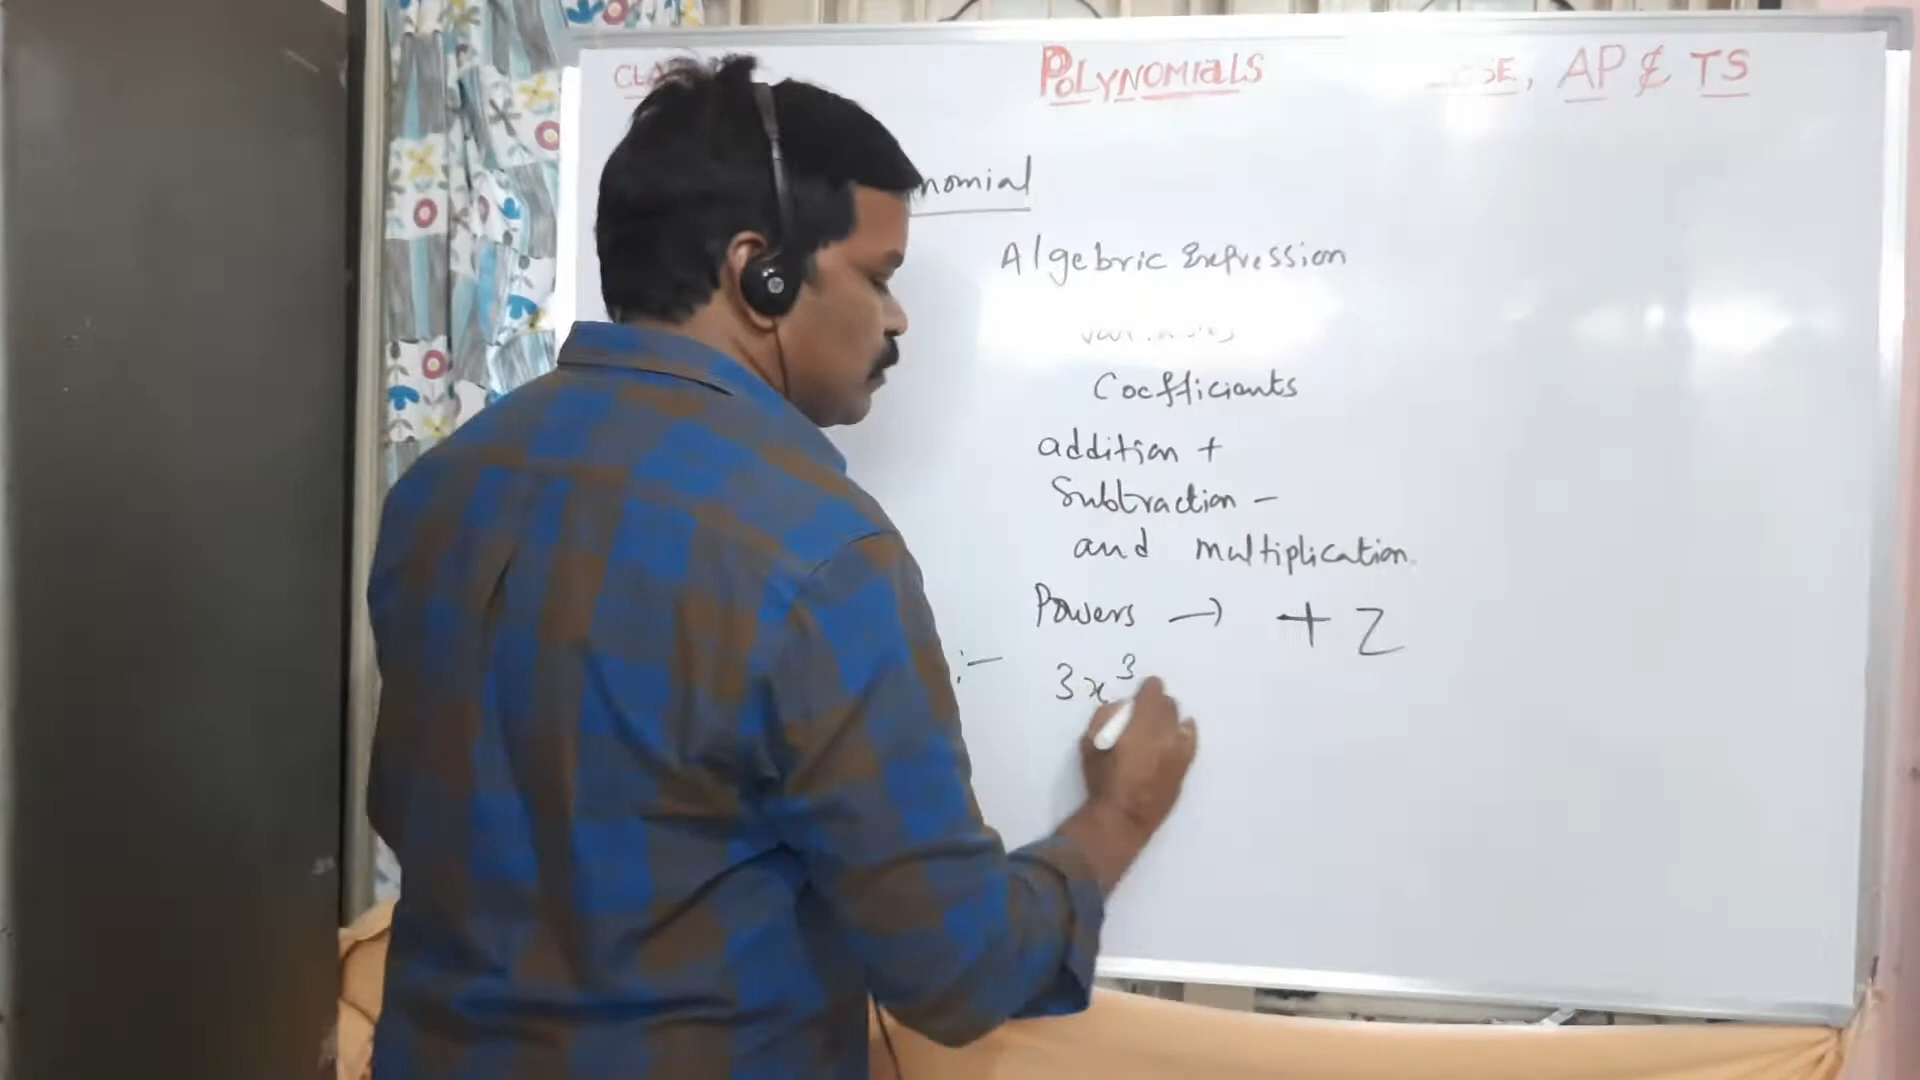 POLYNOMIALS
AP & TS
nomial
Algebric Expression
Coefficients
addition +
Subtraction -
and multiplication.
Powers → + Z
:- 3x³